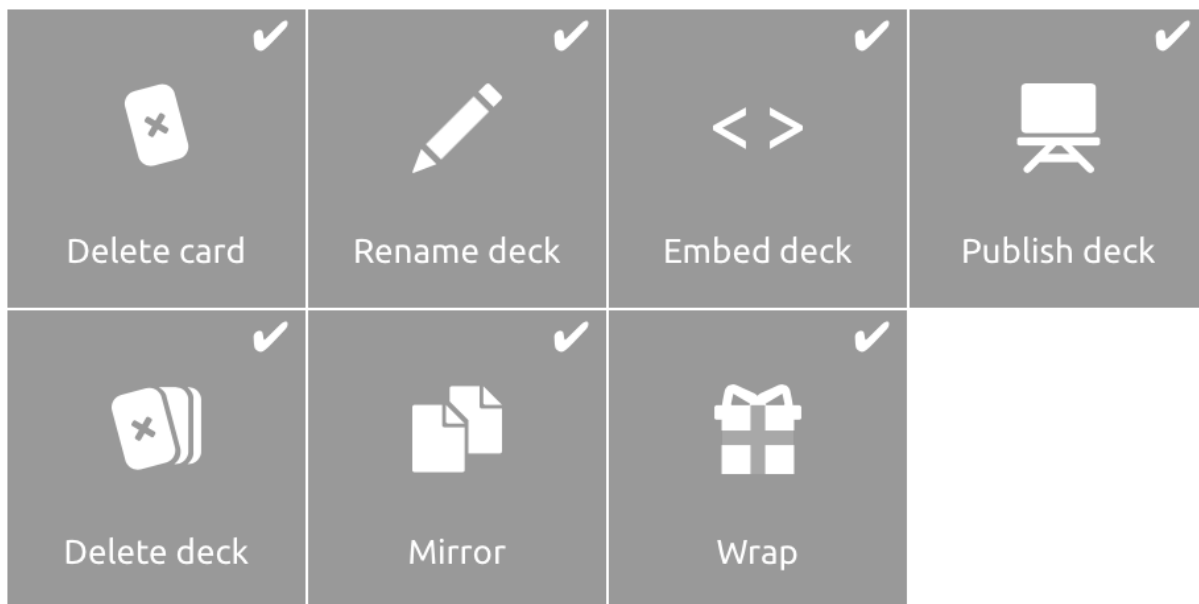 Delete card
Rename deck
Embed deck
Publish deck
Delete deck
Mirror
Wrap